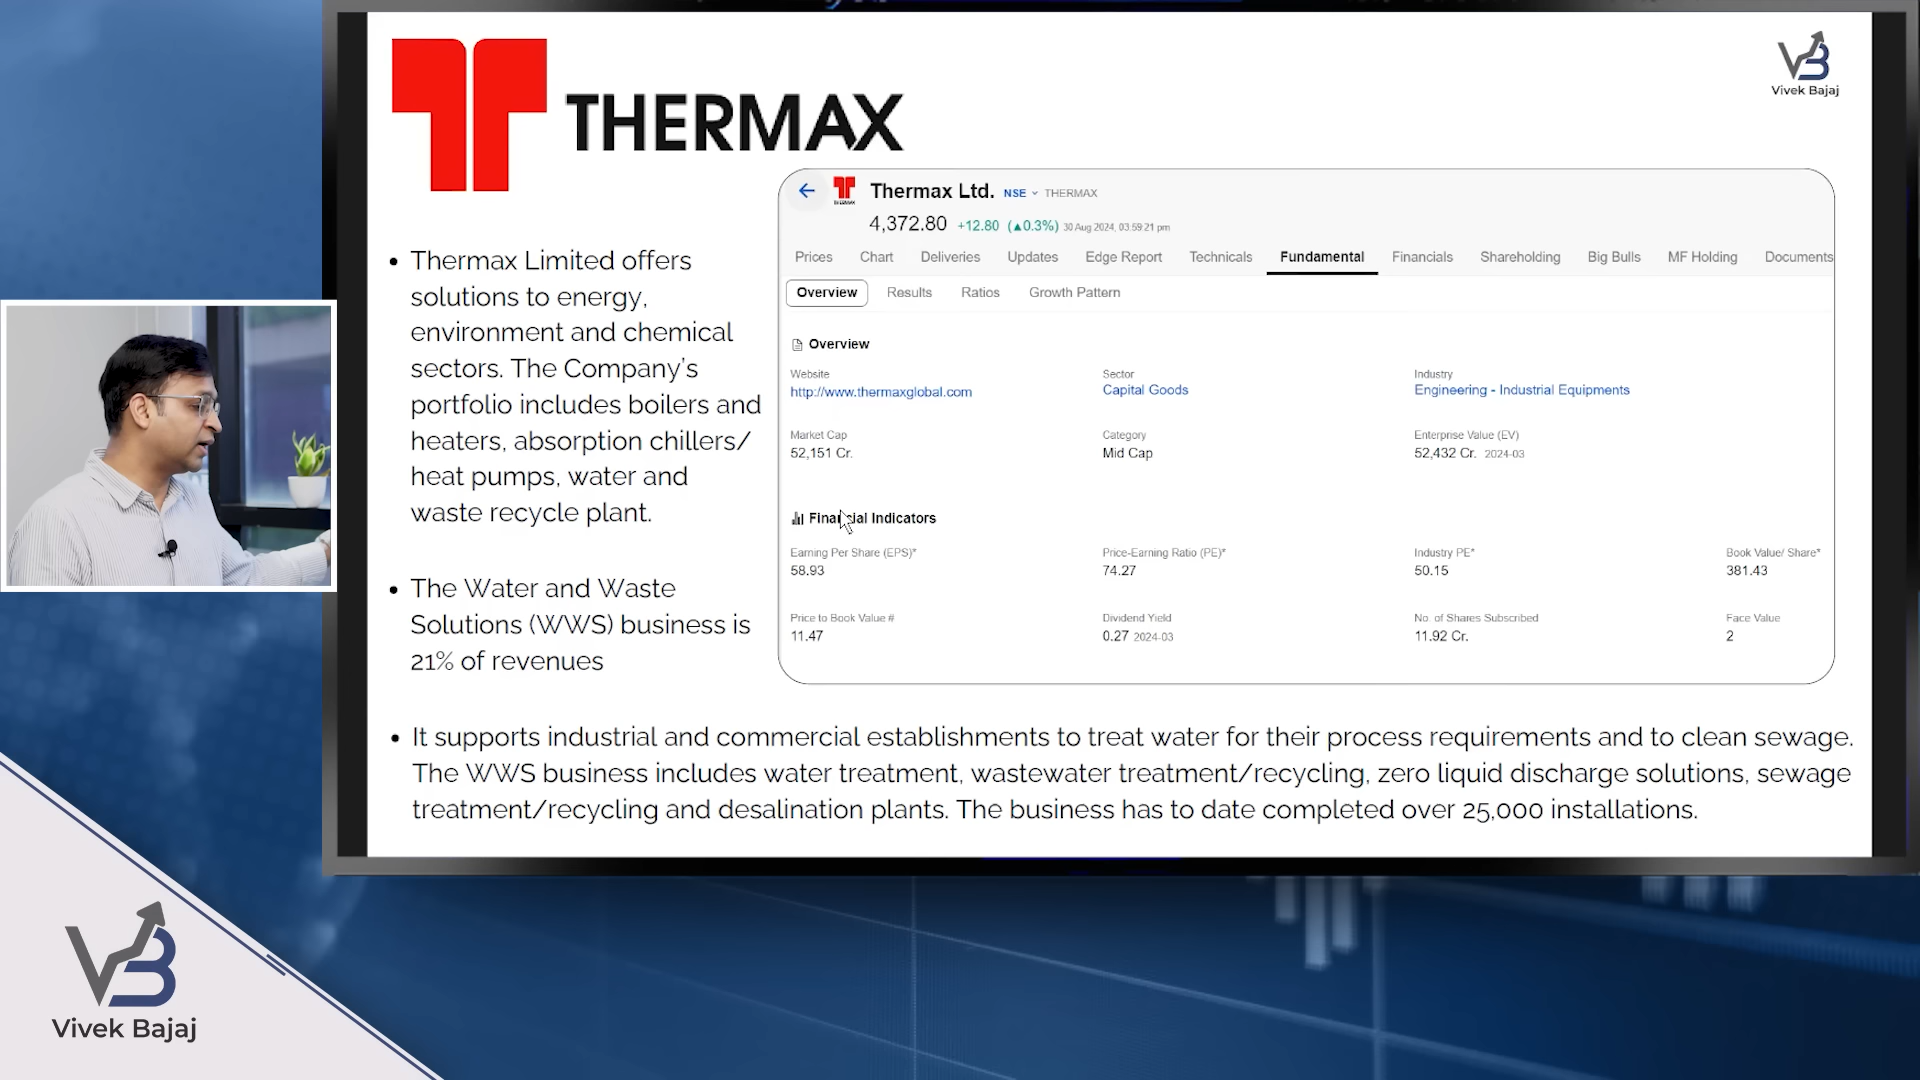 THERMAX
VB
Vivek Bajaj
Thermax Ltd. NSE THERMAX
4,372.80 +12.80 (▲0.3%) 30 Aug 2024, 03:59:21 pm
Prices Chart Deliveries Updates Edge Report Technicals Fundamental Financials Shareholding Big Bulls MF Holding Documents
Overview Results Ratios Growth Pattern
Overview
Website Sector Industry
http://www.thermaxglobal.com Capital Goods Engineering - Industrial Equipments
Market Cap Category Enterprise Value (EV)
52,151 Cr. Mid Cap 52,432 Cr. 2024-03
Financial Indicators
Earning Per Share (EPS)* Price-Earning Ratio (PE)* Industry PE* Book Value/ Share*
58.93 74.27 50.15 381.43
Price to Book Value # Dividend Yield No. of Shares Subscribed Face Value
11.47 0.27 2024-03 11.92 Cr. 2
• Thermax Limited offers
solutions to energy,
environment and chemical
sectors. The Company's
portfolio includes boilers and
heaters, absorption chillers/
heat pumps, water and
waste recycle plant.
• The Water and Waste
Solutions (WWS) business is
21% of revenues
• It supports industrial and commercial establishments to treat water for their process requirements and to clean sewage.
The WWS business includes water treatment, wastewater treatment/recycling, zero liquid discharge solutions, sewage
treatment/recycling and desalination plants. The business has to date completed over 25,000 installations.
VB
Vivek Bajaj